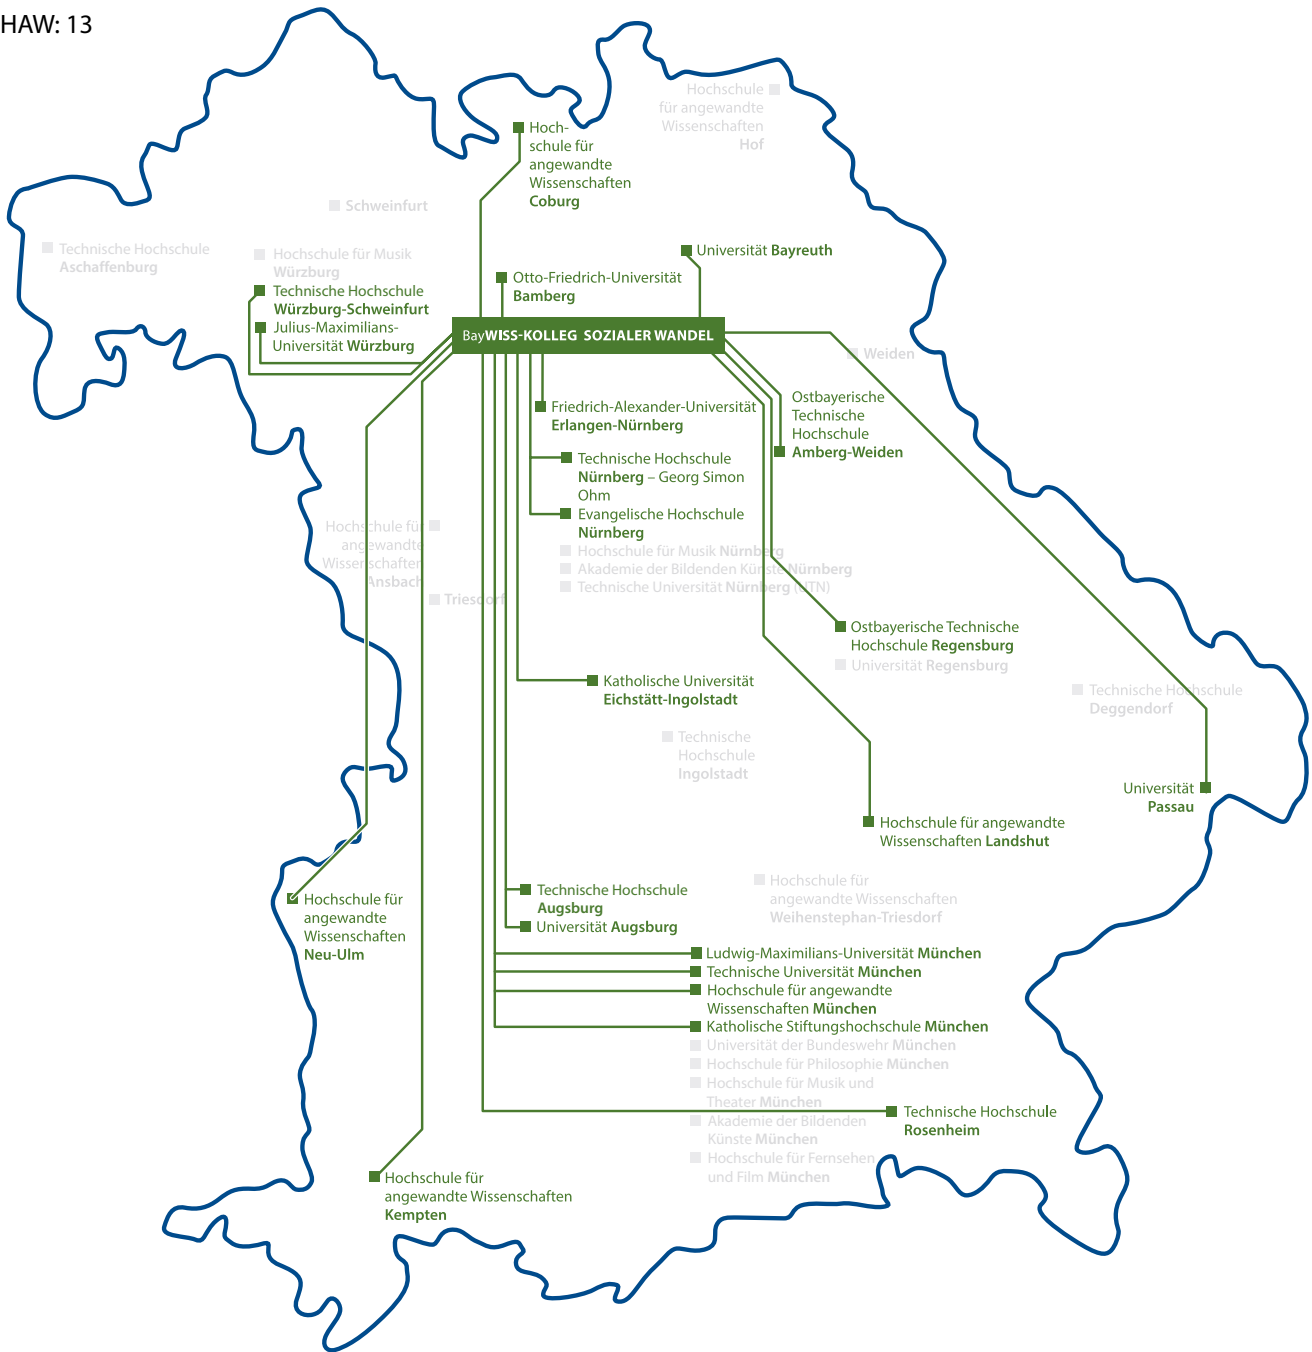 HAW: 13
Hochschule
für angewandte
Wissenschaften
Hof
Hoch-
schule für
angewandte
Wissenschaften
Coburg
Schweinfurt
Technische Hochschule
Aschaffenburg
Hochschule für Musik
Würzburg
Technische Hochschule
Würzburg-Schweinfurt
Julius-Maximilians-
Universität Würzburg
Universität Bayreuth
Otto-Friedrich-Universität
Bamberg
BayWISS-KOLLEG SOZIALER WANDEL
Weiden
Ostbayerische
Technische
Hochschule
Amberg-Weiden
Friedrich-Alexander-Universität
Erlangen-Nürnberg
Technische Hochschule
Nürnberg – Georg Simon
Ohm
Evangelische Hochschule
Nürnberg
Hochschule für Musik Nürnberg
Akademie der Bildenden Künste Nürnberg
Technische Universität Nürnberg (UTN)
Hochschule für
angewandte
Wissenschaften
Ansbach
Triesdorf
Ostbayerische Technische
Hochschule Regensburg
Universität Regensburg
Katholische Universität
Eichstätt-Ingolstadt
Technische Hochschule
Deggendorf
Technische
Hochschule
Ingolstadt
Universität
Passau
Hochschule für angewandte
Wissenschaften Landshut
Hochschule für
angewandte Wissenschaften
Weihenstephan-Triesdorf
Technische Hochschule
Augsburg
Universität Augsburg
Hochschule für
angewandte
Wissenschaften
Neu-Ulm
Ludwig-Maximilians-Universität München
Technische Universität München
Hochschule für angewandte
Wissenschaften München
Katholische Stiftungshochschule München
Universität der Bundeswehr München
Hochschule für Philosophie München
Hochschule für Musik und
Theater München
Akademie der Bildenden
Künste München
Hochschule für Fernsehen
und Film München
Technische Hochschule
Rosenheim
Hochschule für
angewandte Wissenschaften
Kempten